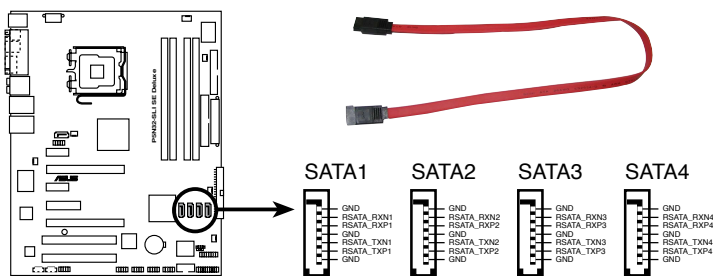 P5N32-SLI SE Deluxe
ASUS
SATA1
GND
RSATA_RXN1
RSATA_RXP1
GND
RSATA_TXN1
RSATA_TXP1
GND
SATA2
GND
RSATA_RXN2
RSATA_RXP2
GND
RSATA_TXN2
RSATA_TXP2
GND
SATA3
GND
RSATA_RXN3
RSATA_RXP3
GND
RSATA_TXN3
RSATA_TXP3
GND
SATA4
GND
RSATA_RXN4
RSATA_RXP4
GND
RSATA_TXN4
RSATA_TXP4
GND